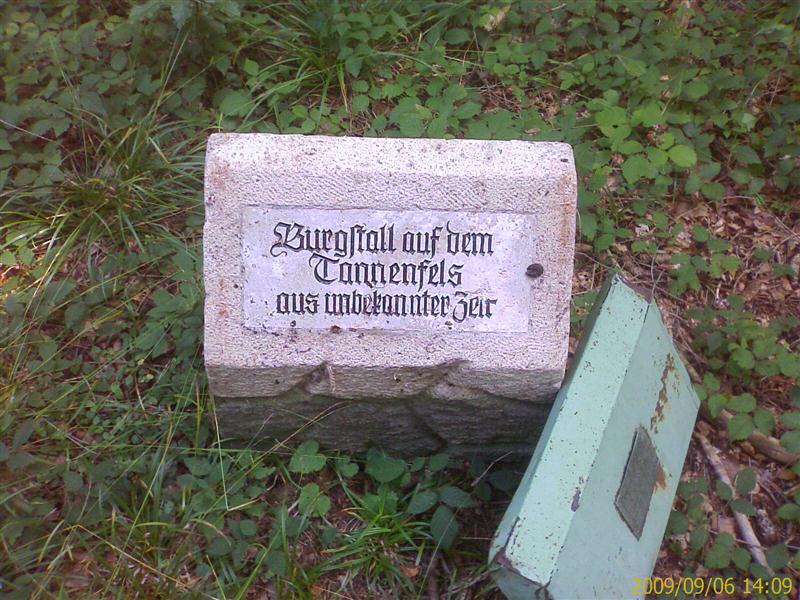 Burgstall auf dem
Tannenfels
aus unbekannter Zeit
2009/09/06 14:09